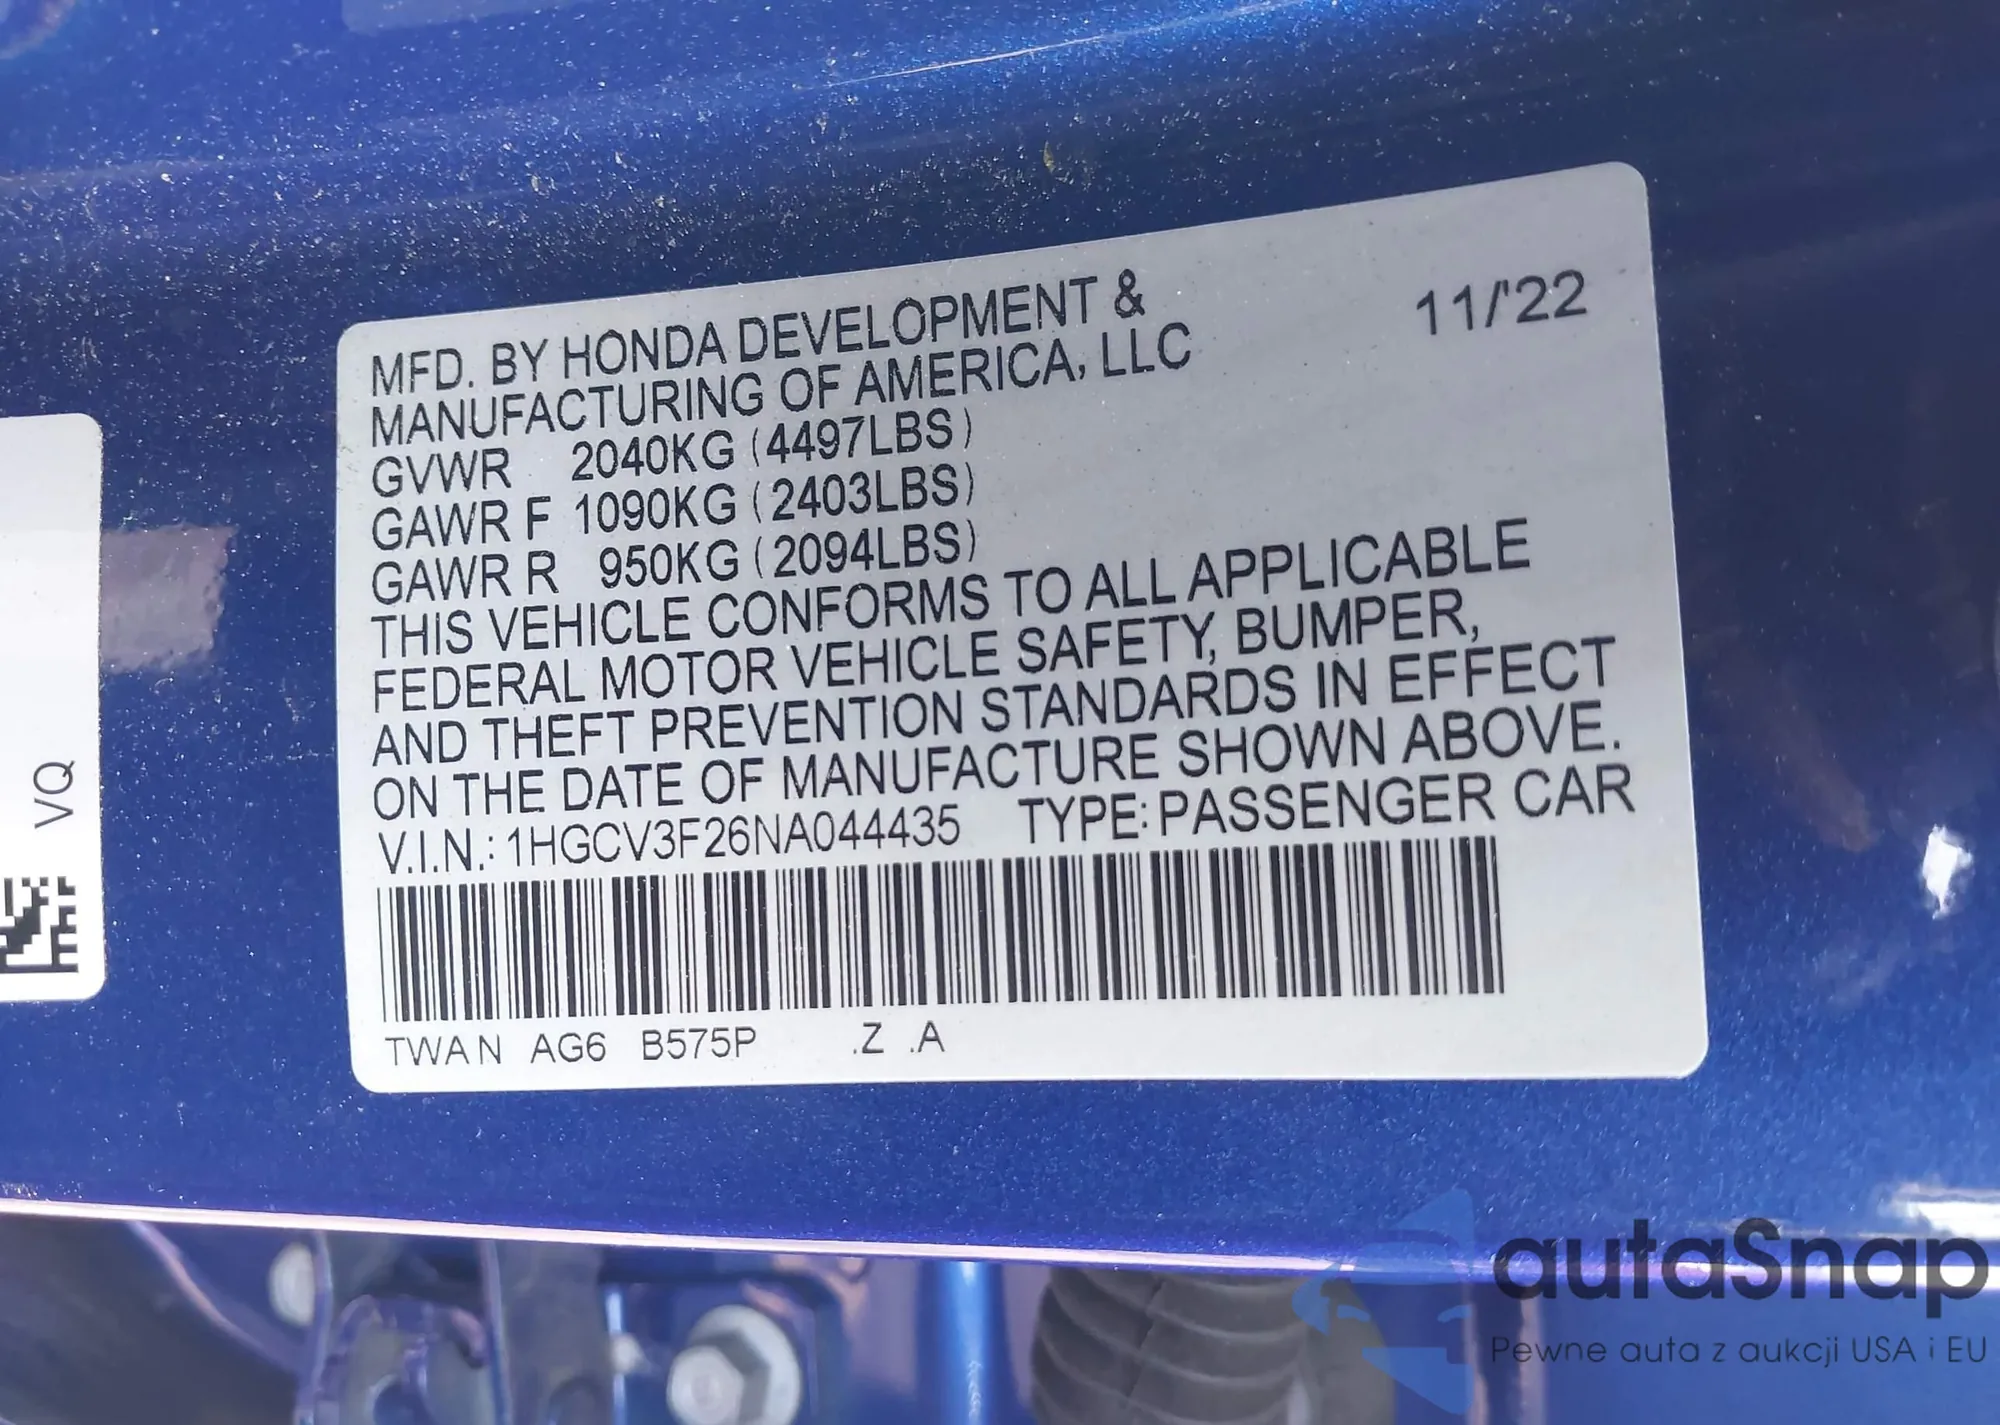 MFD. BY HONDA DEVELOPMENT &
MANUFACTURING OF AMERICA, LLC
11/'22
GVWR 2040KG (4497LBS)
GAWR F 1090KG (2403LBS)
GAWR R 950KG (2094LBS)
THIS VEHICLE CONFORMS TO ALL APPLICABLE
FEDERAL MOTOR VEHICLE SAFETY, BUMPER,
AND THEFT PREVENTION STANDARDS IN EFFECT
ON THE DATE OF MANUFACTURE SHOWN ABOVE.
V.I.N.: 1HGCV3F26NA044435 TYPE: PASSENGER CAR
TWAN AG6 B575P .Z .A
VQ
autaSnap
Pewne auta z aukcji USA i EU